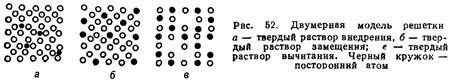 Рис. 52. Двумерная модель решетки
а — твердый раствор внедрения, б — твер-
дый раствор замещения; в — твердый
раствор вычитания. Черный кружок —
посторонний атом
а б в